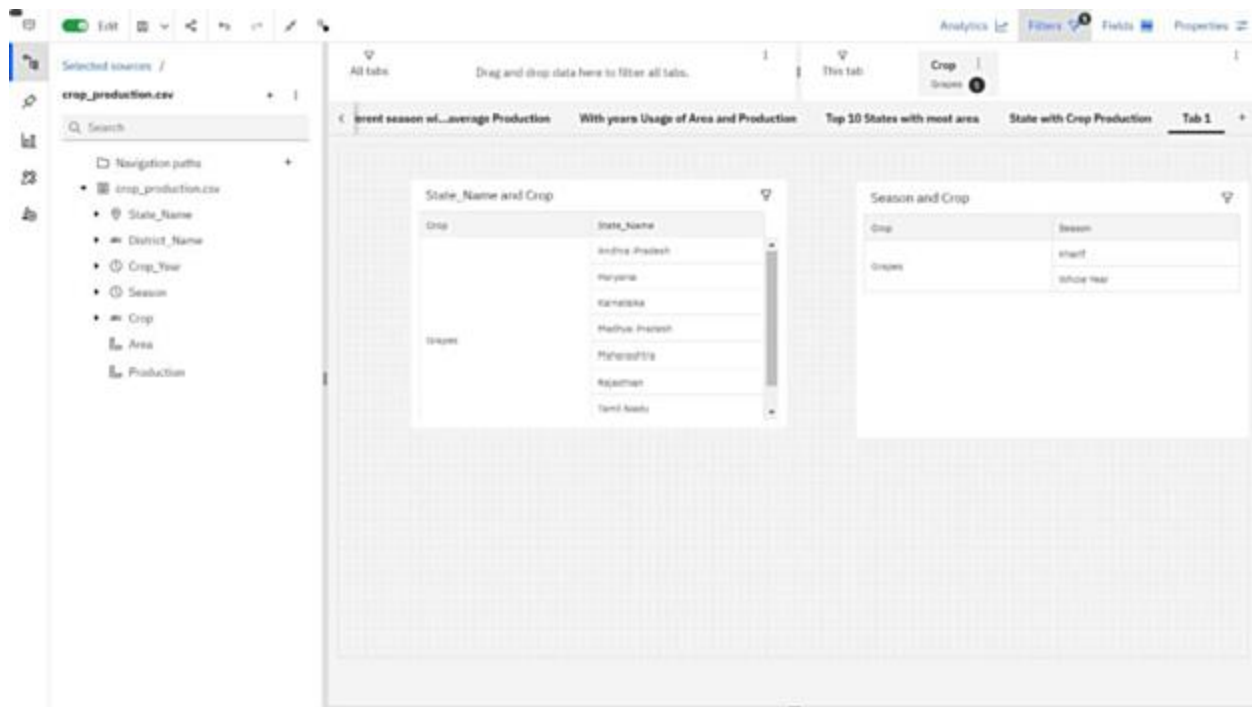 Edit
Analytics
Filters
Fields
Properties
Selected sources /
crop_production.csv
Search
Navigation paths
crop_production.csv
State_Name
District_Name
Crop_Year
Season
Crop
Area
Production
All tabs
Drag and drop data here to filter all tabs.
This tab
Crop
Grapes 1
erent season wi...average Production
With years Usage of Area and Production
Top 10 States with most area
State with Crop Production
Tab 1
State_Name and Crop
Crop State_Name
Grapes
Andhra Pradesh
Haryana
Karnataka
Madhya Pradesh
Maharashtra
Rajasthan
Tamil Nadu
Season and Crop
Crop Season
Grapes
Kharif
Whole Year